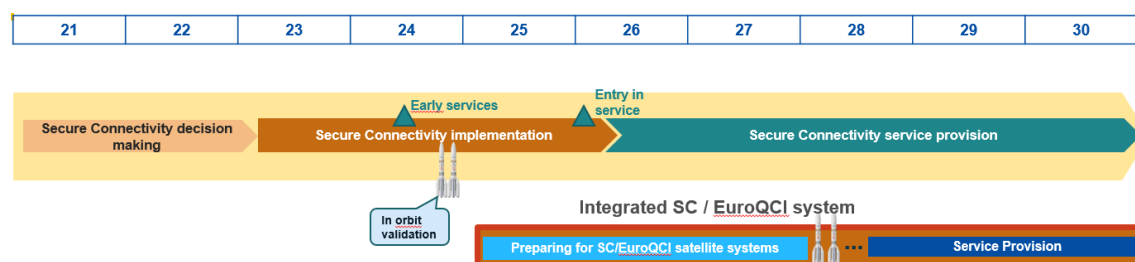 21 22 23 24 25 26 27 28 29 30
Early services
Entry in
service
Secure Connectivity decision
making
Secure Connectivity implementation
Secure Connectivity service provision
In orbit
validation
Integrated SC / EuroQCI system
Preparing for SC/EuroQCI satellite systems
...
Service Provision